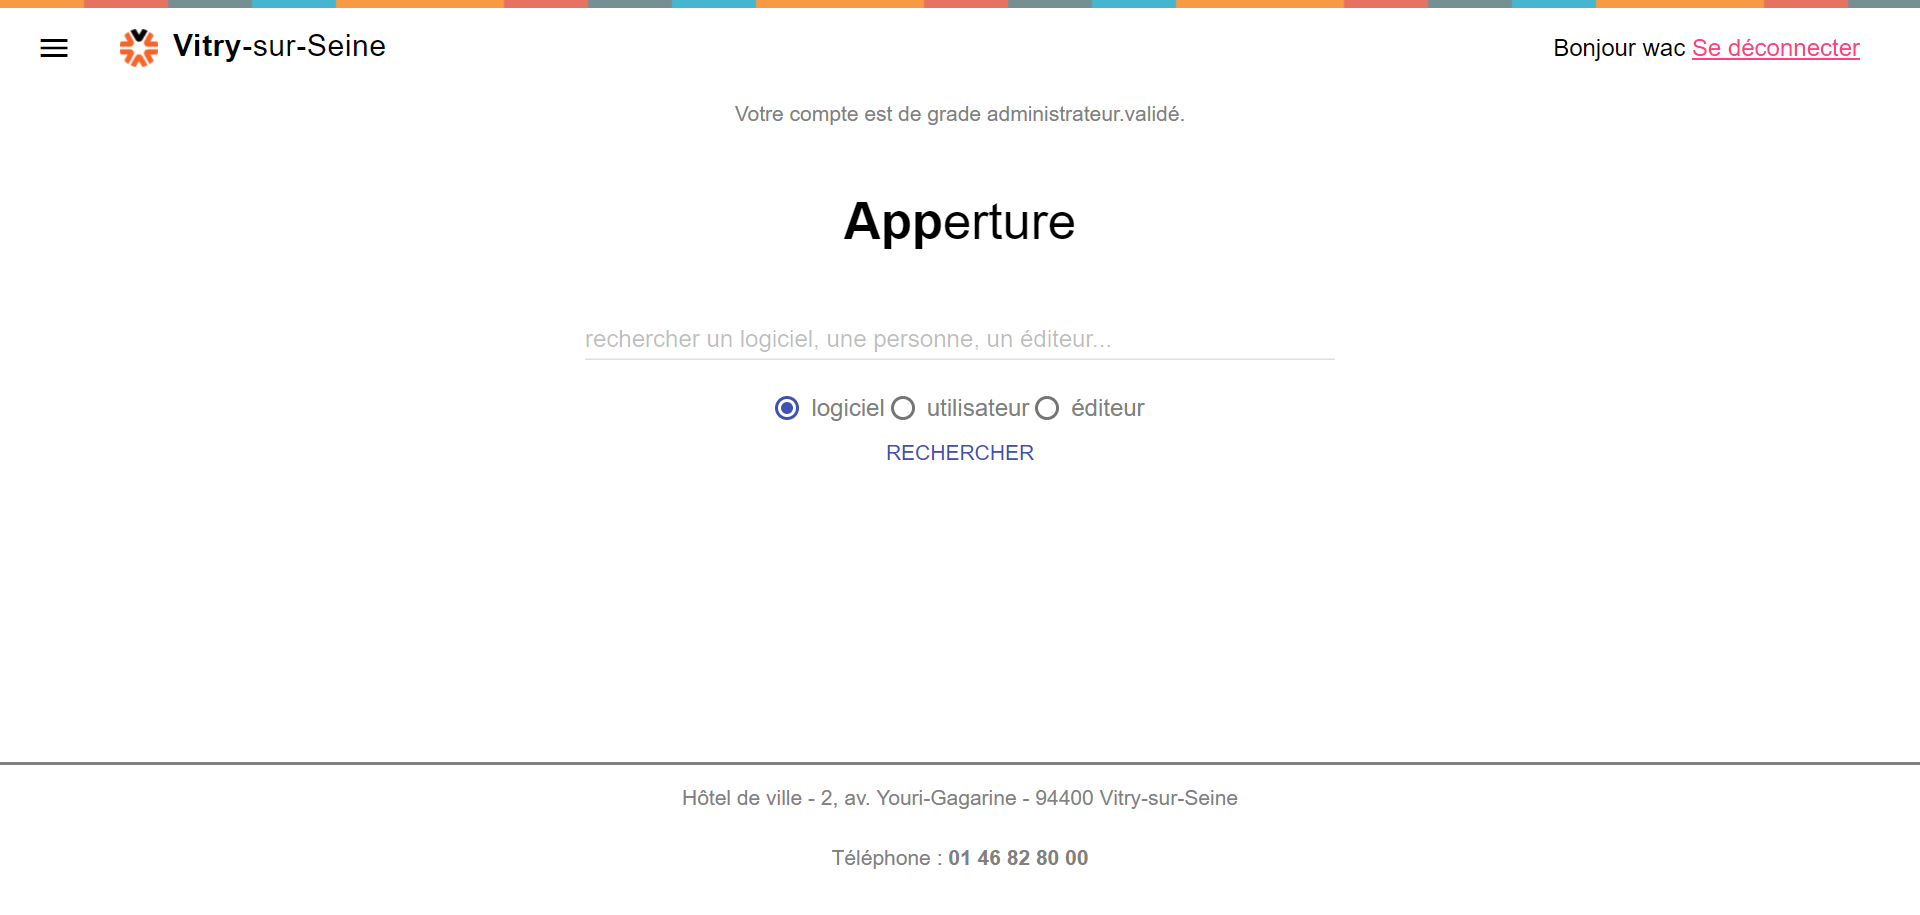 Vitry-sur-Seine
Bonjour wac Se déconnecter
Votre compte est de grade administrateur.validé.
Apperture
rechercher un logiciel, une personne, un éditeur...
logiciel utilisateur éditeur
RECHERCHER
Hôtel de ville - 2, av. Youri-Gagarine - 94400 Vitry-sur-Seine
Téléphone : 01 46 82 80 00